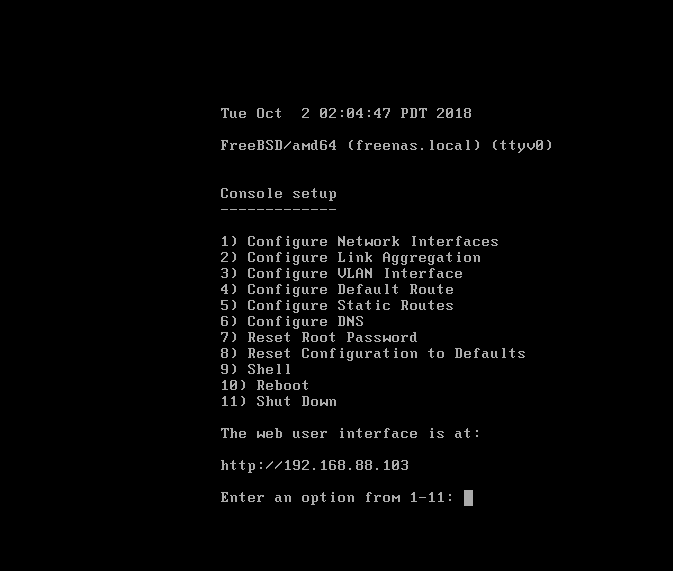 Tue Oct  2 02:04:47 PDT 2018
FreeBSD/amd64 (freenas.local) (ttyv0)
Console setup
-------------
1) Configure Network Interfaces
2) Configure Link Aggregation
3) Configure VLAN Interface
4) Configure Default Route
5) Configure Static Routes
6) Configure DNS
7) Reset Root Password
8) Reset Configuration to Defaults
9) Shell
10) Reboot
11) Shut Down
The web user interface is at:
http://192.168.88.103
Enter an option from 1-11: